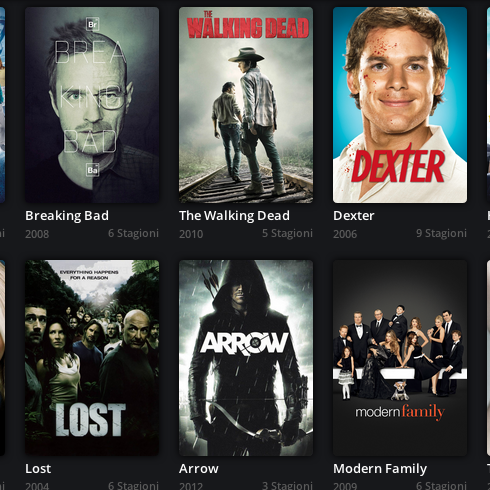 Br
BREA
KING
BAD
Ba
THE
WALKING DEAD
DEXTER
Breaking Bad
The Walking Dead
Dexter
2008
6 Stagioni
2010
5 Stagioni
2006
9 Stagioni
EVERYTHING HAPPENS
FOR A REASON
LOST
ARROW
modern family
Lost
Arrow
Modern Family
2004
6 Stagioni
2012
3 Stagioni
2009
6 Stagioni